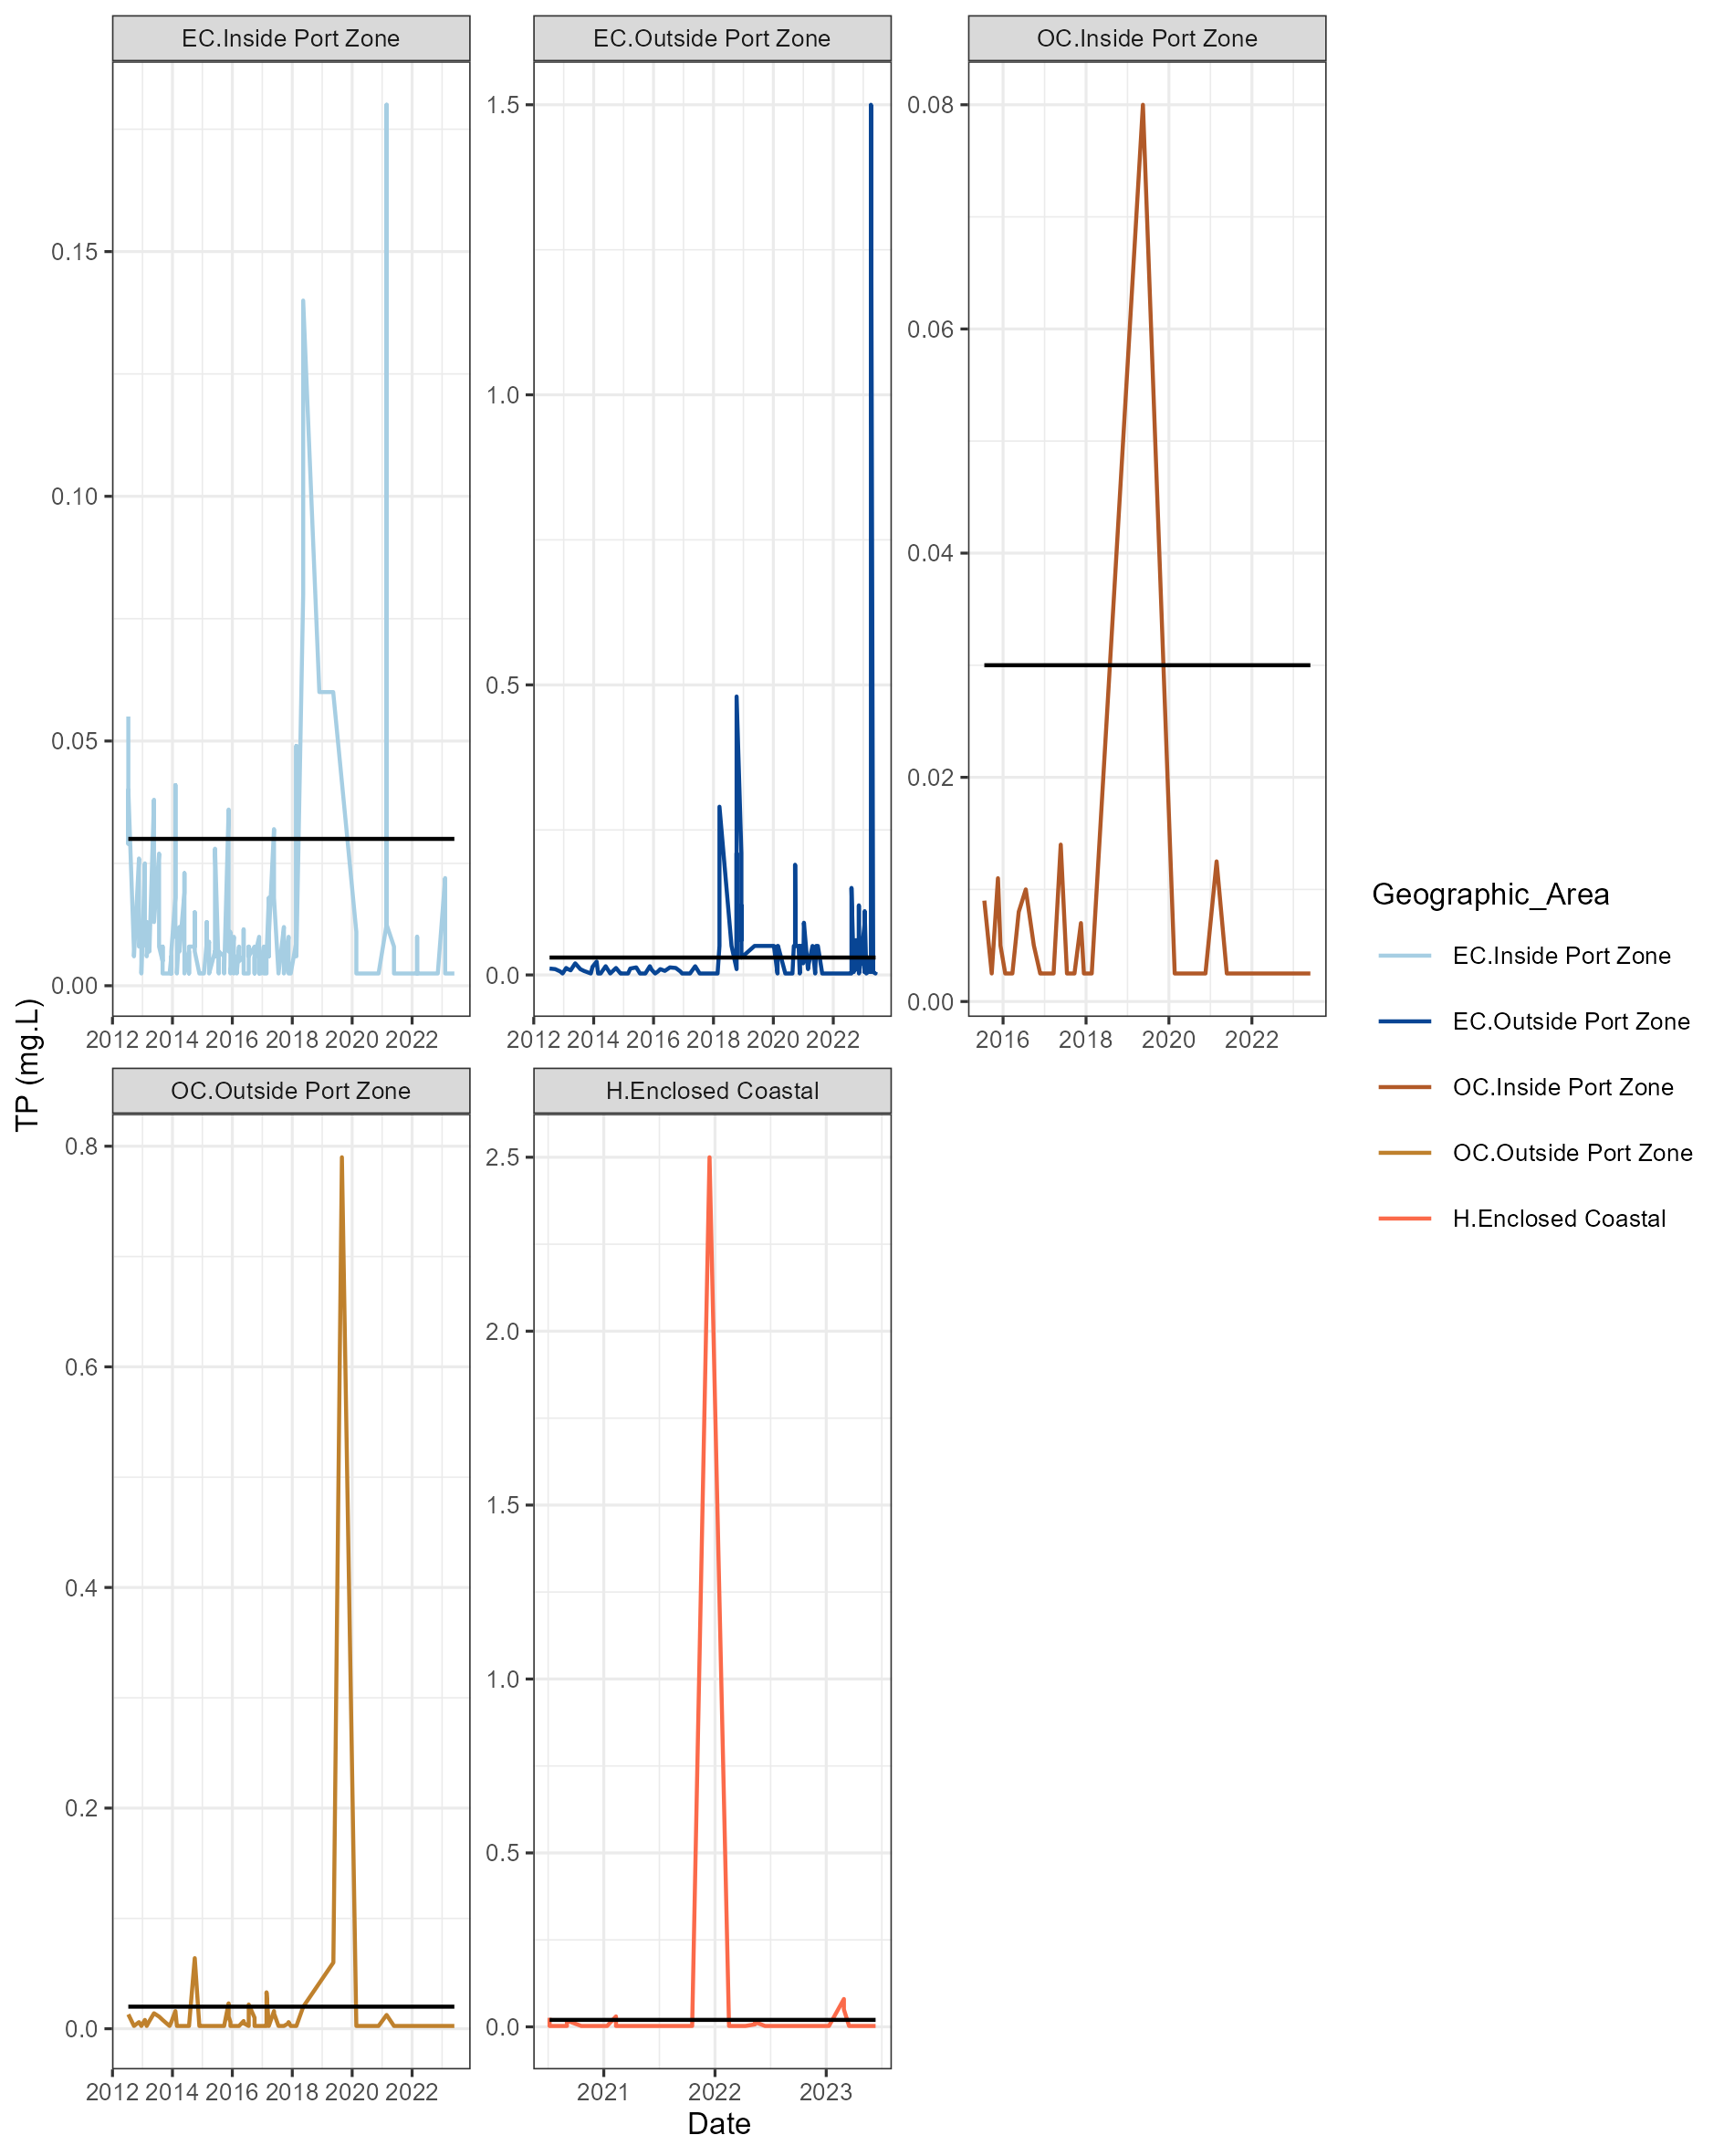 EC.Inside Port Zone
EC.Outside Port Zone
OC.Inside Port Zone
0.15
0.10
0.05
0.00
2012 2014 2016 2018 2020 2022
1.5
1.0
0.5
0.0
2012 2014 2016 2018 2020 2022
0.08
0.06
0.04
0.02
0.00
2016 2018 2020 2022
TP (mg.L)
OC.Outside Port Zone
H.Enclosed Coastal
0.8
0.6
0.4
0.2
0.0
2012 2014 2016 2018 2020 2022
2.5
2.0
1.5
1.0
0.5
0.0
2021 2022 2023
Date
Geographic_Area
EC.Inside Port Zone
EC.Outside Port Zone
OC.Inside Port Zone
OC.Outside Port Zone
H.Enclosed Coastal